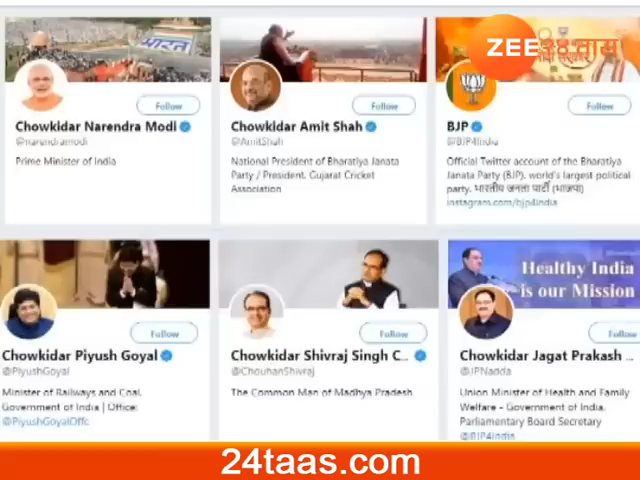 भारत
ZEE २४ तास
Follow
Chowkidar Narendra Modi
@narendramodi
Prime Minister of India
Follow
Chowkidar Amit Shah
@AmitShah
National President of Bharatiya Janata
Party / President, Gujarat Cricket
Association
Follow
BJP
@BJP4India
Official Twitter account of the Bharatiya
Janata Party (BJP), world's largest political
party. भारतीय जनता पार्टी (भाजपा)
instagram.com/bjp4india
Follow
Chowkidar Piyush Goyal
@PiyushGoyal
Minister of Railways and Coal,
Government of India | Office:
@PiyushGoyalOffc
Follow
Chowkidar Shivraj Singh C...
@ChouhanShivraj
The Common Man of Madhya Pradesh
Healthy India
is our Mission
Follow
Chowkidar Jagat Prakash ...
@JPNadda
Union Minister of Health and Family
Welfare - Government of India.
Parliamentary Board Secretary
@BJP4India
24taas.com